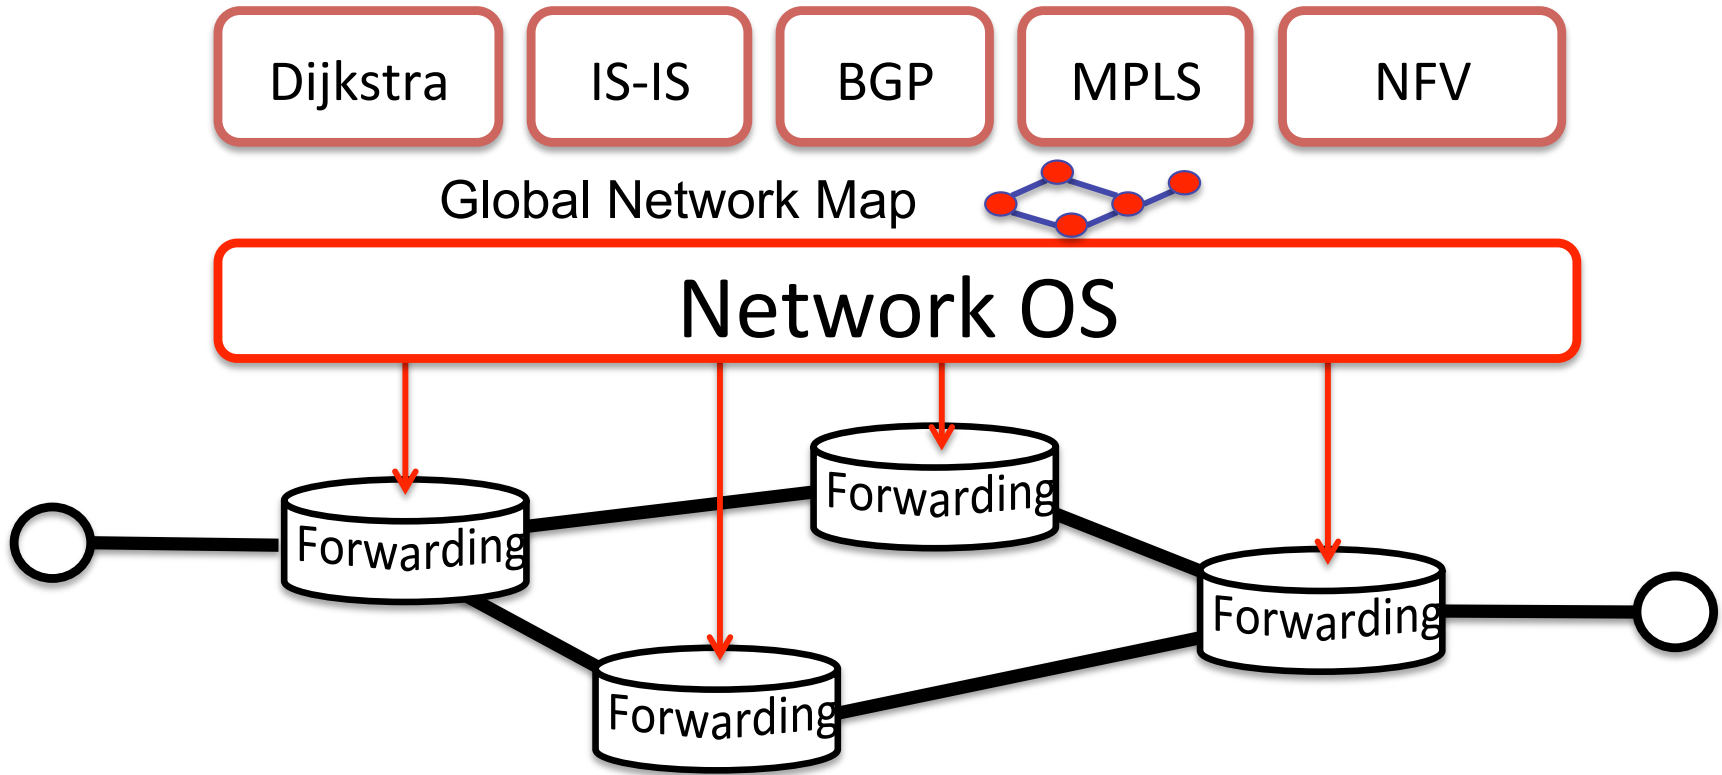 Dijkstra IS-IS BGP MPLS NFV
Global Network Map
Network OS
Forwarding
Forwarding
Forwarding
Forwarding